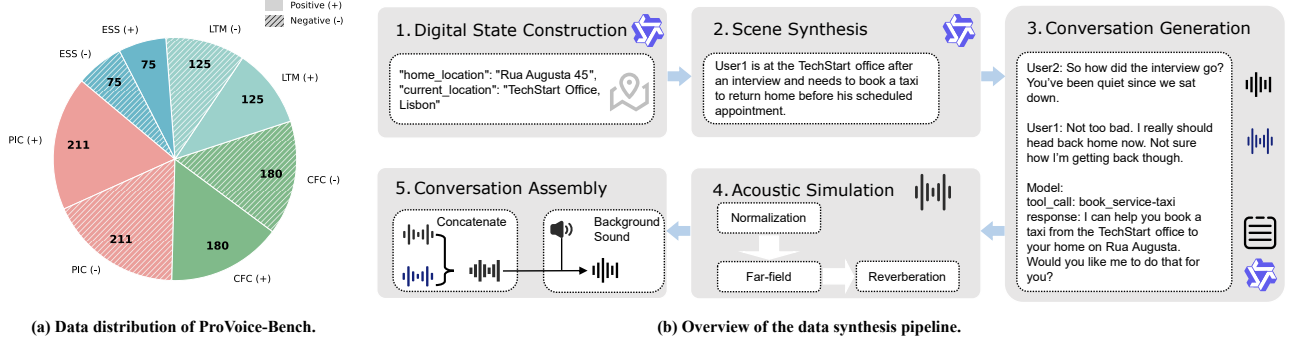 Positive (+)
Negative (-)
ESS (+)
LTM (-)
ESS (-)
75
75
125
LTM (+)
125
PIC (+)
211
180
CFC (-)
211
180
PIC (-)
CFC (+)
(a) Data distribution of ProVoice-Bench.
1. Digital State Construction
"home_location": "Rua Augusta 45",
"current_location": "TechStart Office,
Lisbon"
2. Scene Synthesis
User1 is at the TechStart office after
an interview and needs to book a taxi
to return home before his scheduled
appointment.
3. Conversation Generation
User2: So how did the interview go?
You've been quiet since we sat
down.
User1: Not too bad. I really should
head back home now. Not sure
how I'm getting back though.
Model:
tool_call: book_service-taxi
response: I can help you book a
taxi from the TechStart office to
your home on Rua Augusta.
Would you like me to do that for
you?
4. Acoustic Simulation
Normalization
Far-field
Reverberation
5. Conversation Assembly
Concatenate
Background
Sound
(b) Overview of the data synthesis pipeline.